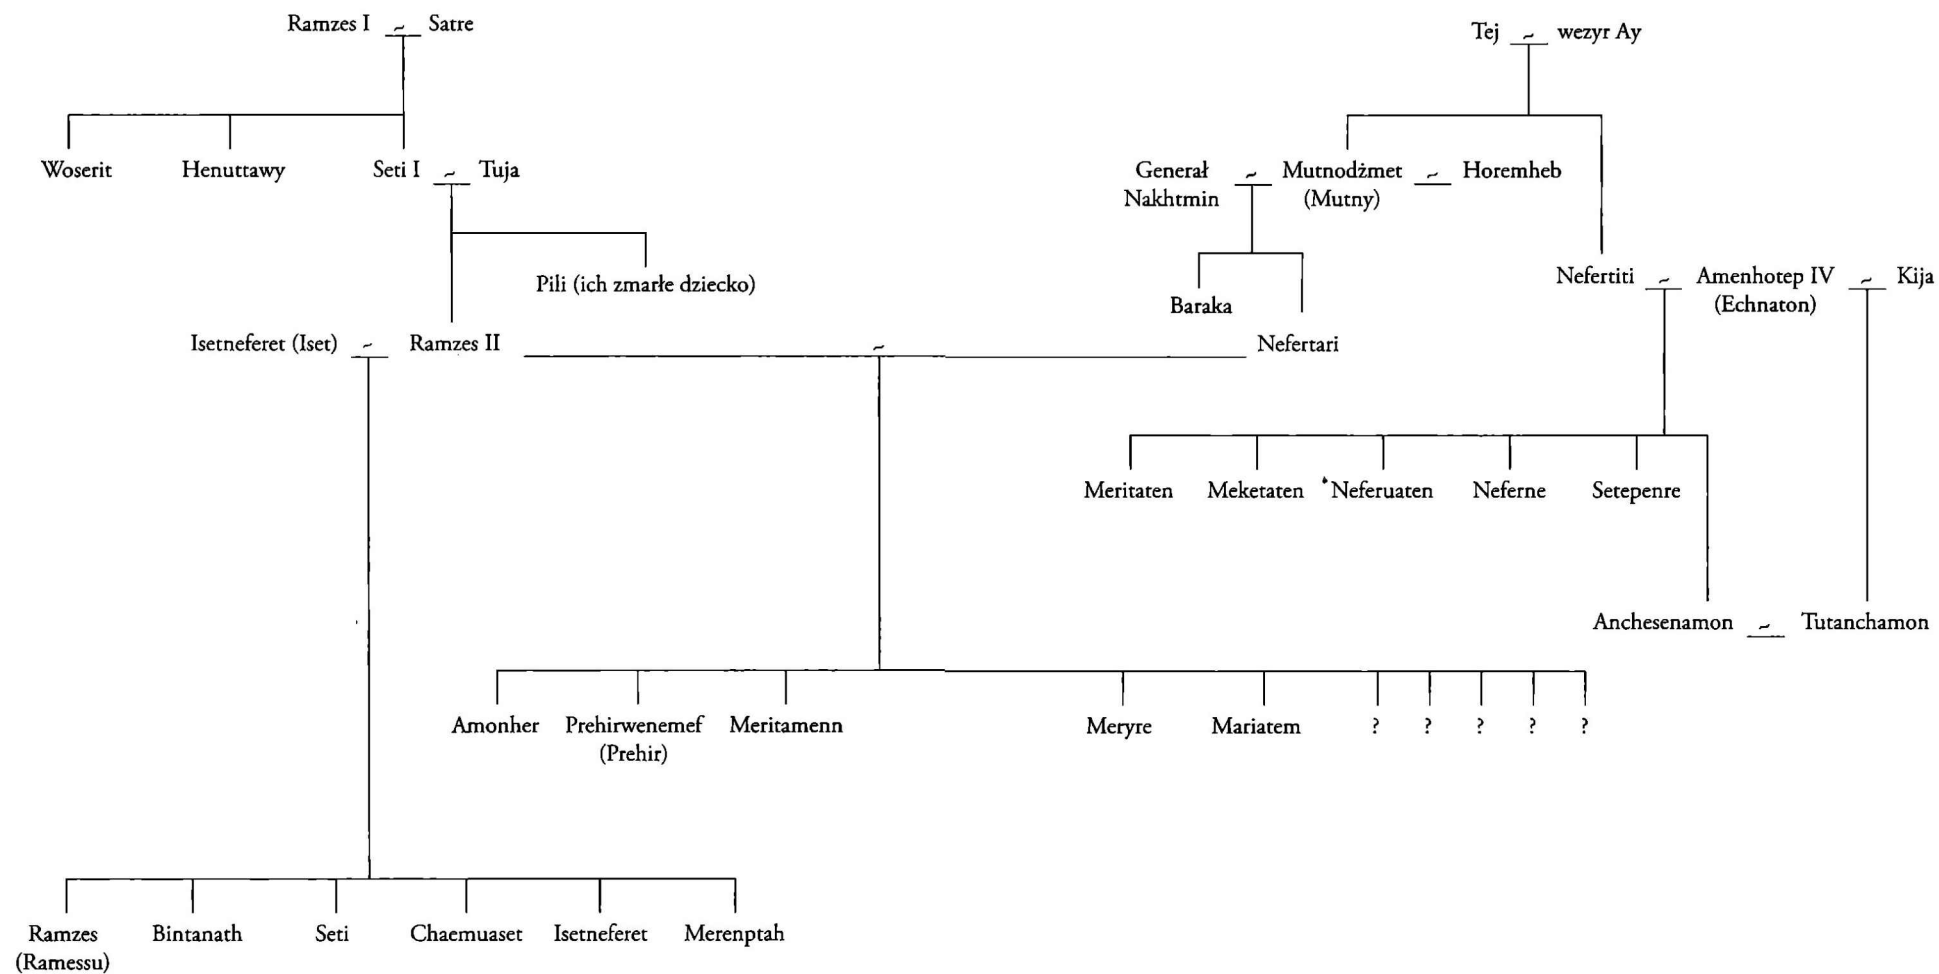 Ramzes I ~ Satre
Tej ~ wezyr Ay
Woserit Henuttawy Seti I ~ Tuja
Generał Nakhtmin ~ Mutnodżmet (Mutny) ~ Horemheb
Pili (ich zmarłe dziecko)
Baraka
Nefertiti ~ Amenhotep IV (Echnaton) ~ Kija
Isetneferet (Iset) ~ Ramzes II ~ Nefertari
Meritaten Meketaten Neferuaten Neferne Setepenre
Anchesenamon ~ Tutanchamon
Amonher Prehirwenemef (Prehir) Meritamenn Meryre Mariatem ? ? ? ? ?
Ramzes (Ramessu) Bintanath Seti Chaemuaset Isetneferet Merenptah